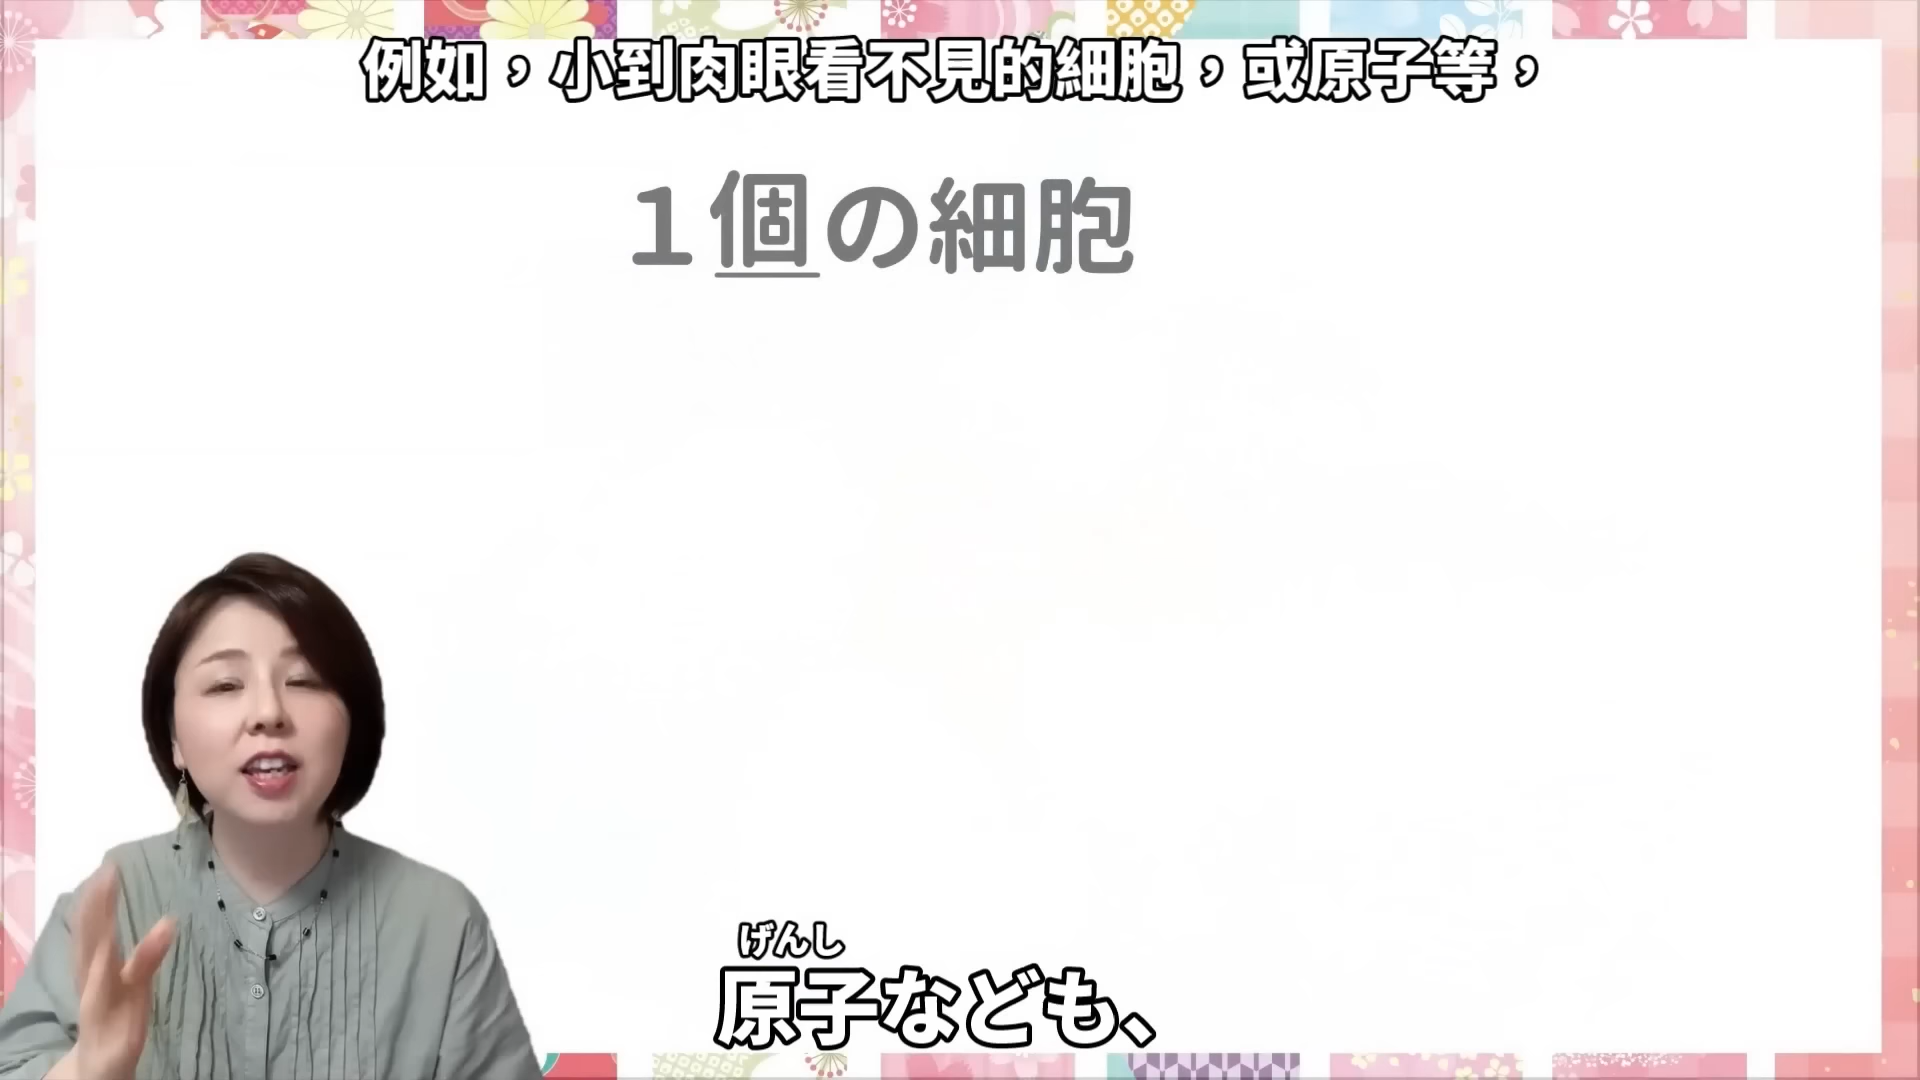 例如，小到肉眼看不見的細胞，或原子等，
１個の細胞
げんし
原子なども、